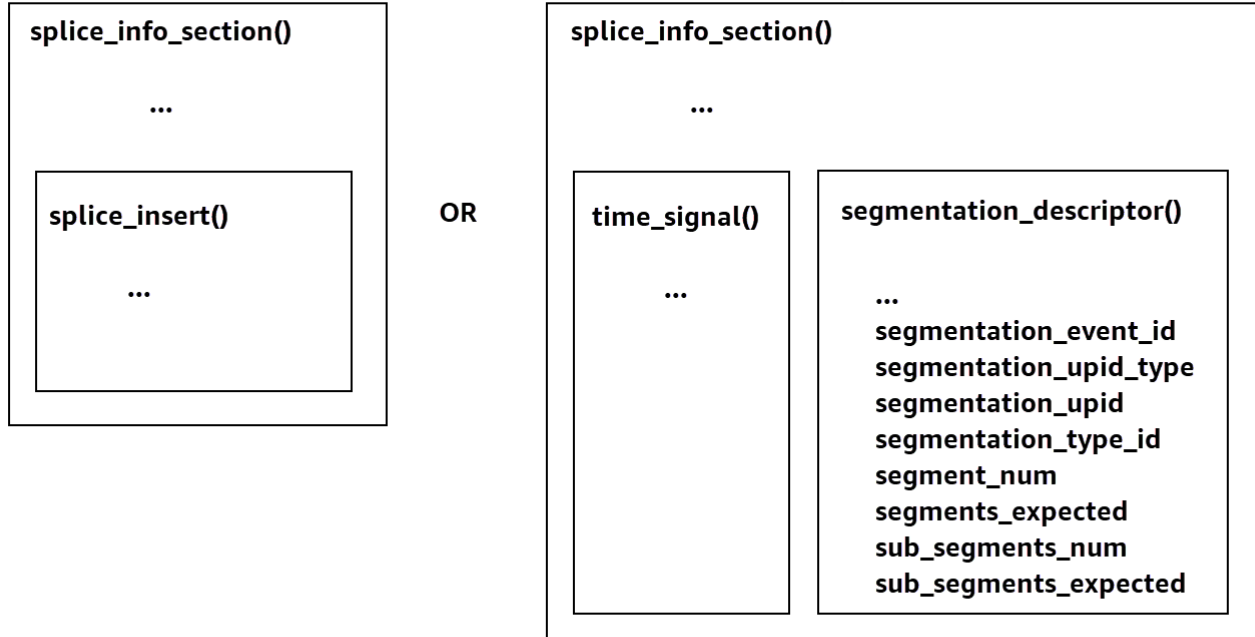 splice_info_section()
...
splice_insert()
...
OR
splice_info_section()
...
time_signal()
...
segmentation_descriptor()
...
segmentation_event_id
segmentation_upid_type
segmentation_upid
segmentation_type_id
segment_num
segments_expected
sub_segments_num
sub_segments_expected